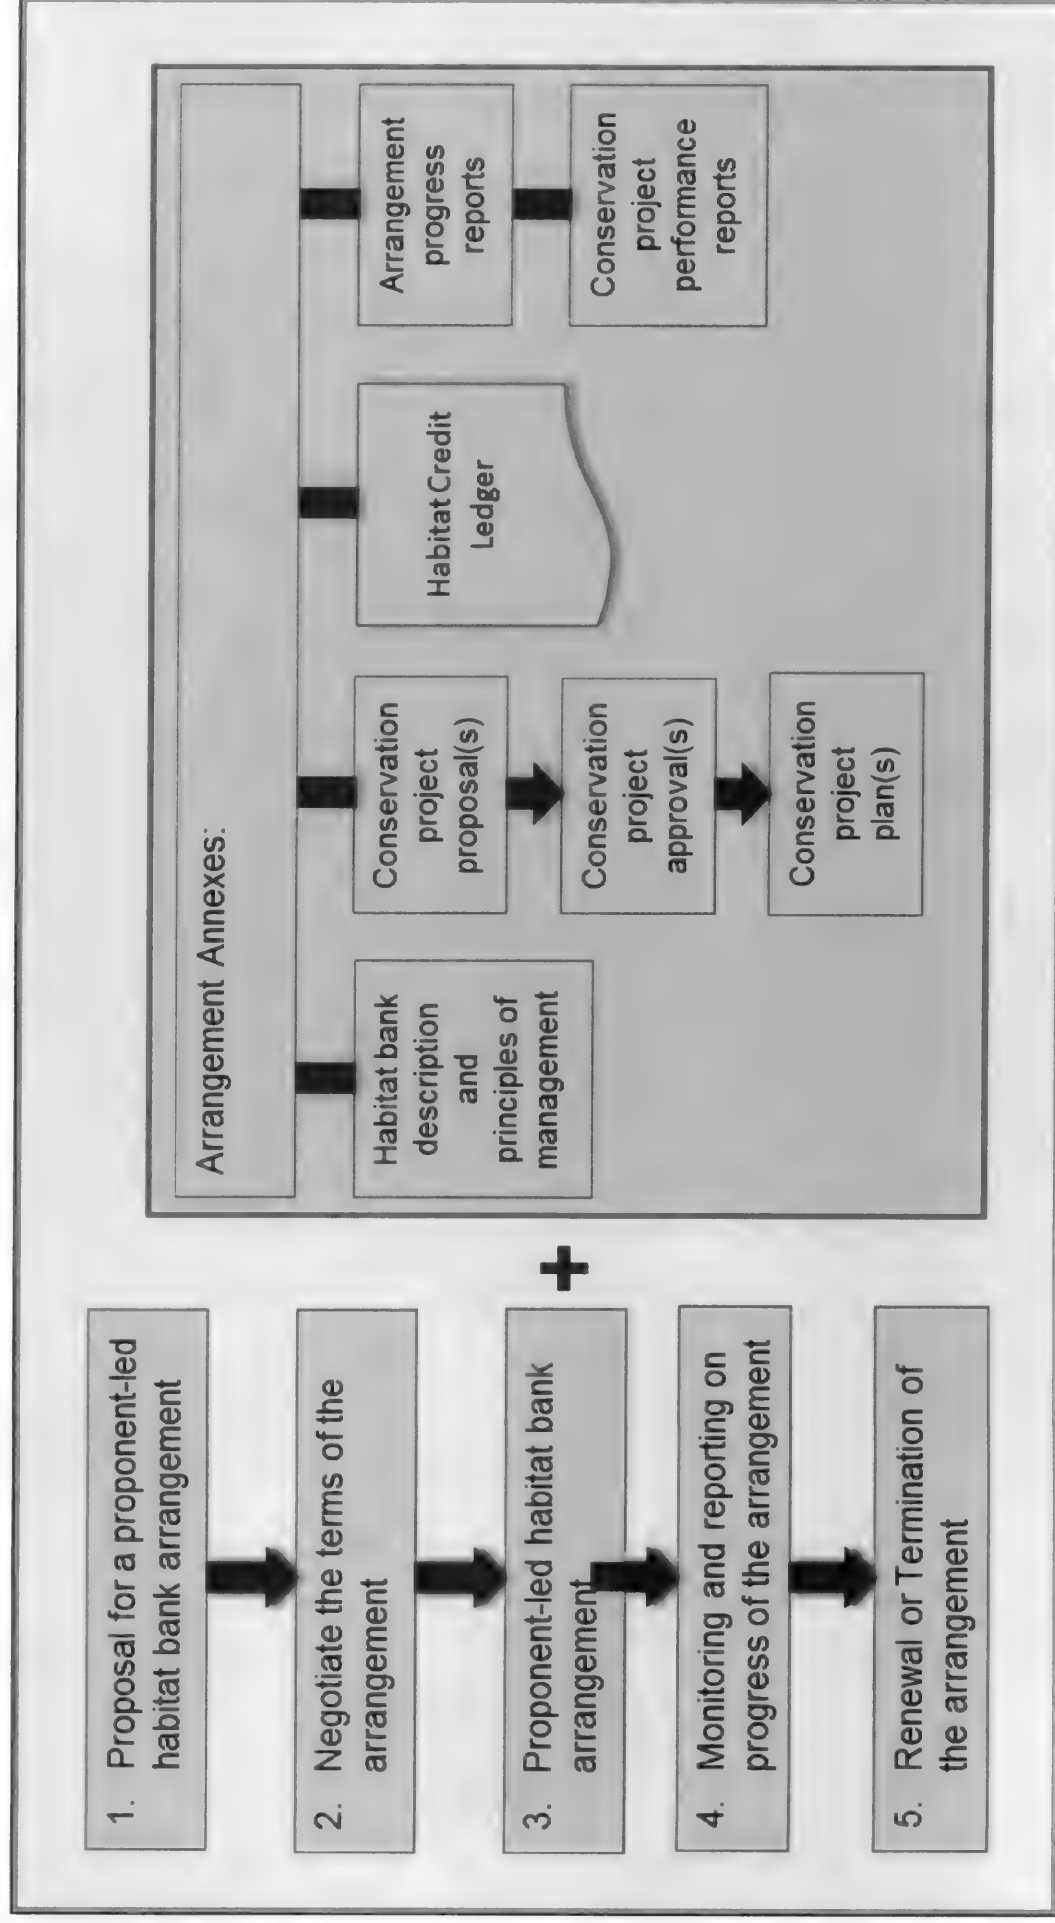 1. Proposal for a proponent-led
habitat bank arrangement
2. Negotiate the terms of the
arrangement
3. Proponent-led habitat bank
arrangement
4. Monitoring and reporting on
progress of the arrangement
5. Renewal or Termination of
the arrangement
+
Arrangement Annexes:
Habitat bank
description
and
principles of
management
Conservation
project
proposal(s)
Conservation
project
approval(s)
Conservation
project
plan(s)
Habitat Credit
Ledger
Arrangement
progress
reports
Conservation
project
performance
reports